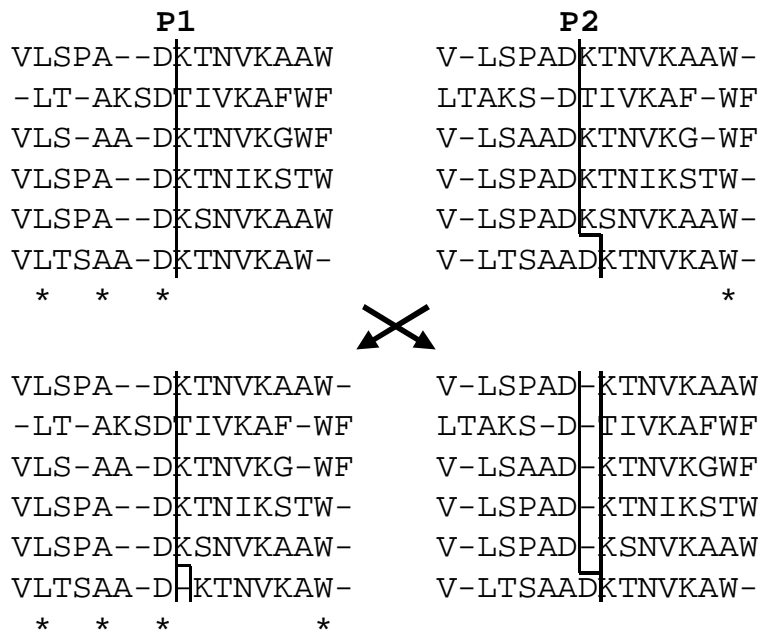 P1
VLSPA--DKTNVKAAW
-LT-AKSDTIVKAFWF
VLS-AA-DKTNVKGWF
VLSPA--DKTNIKSTW
VLSPA--DKSNVKAAW
VLTSAA-DKTNVKAW-
* * *
P2
V-LSPADKTNVKAAW-
LTAKS-DTIVKAF-WF
V-LSAADKTNVKG-WF
V-LSPADKTNIKSTW-
V-LSPADKSNVKAAW-
V-LTSAADKTNVKAW-
*
VLSPA--DKTNVKAAW-
-LT-AKSDTIVKAF-WF
VLS-AA-DKTNVKG-WF
VLSPA--DKTNIKSTW-
VLSPA--DKSNVKAAW-
VLTSAA-D-KTNVKAW-
* * * *
V-LSPAD-KTNVKAAW
LTAKS-D-TIVKAFWF
V-LSAAD-KTNVKGWF
V-LSPAD-KTNIKSTW
V-LSPAD-KSNVKAAW
V-LTSAADKTNVKAW-